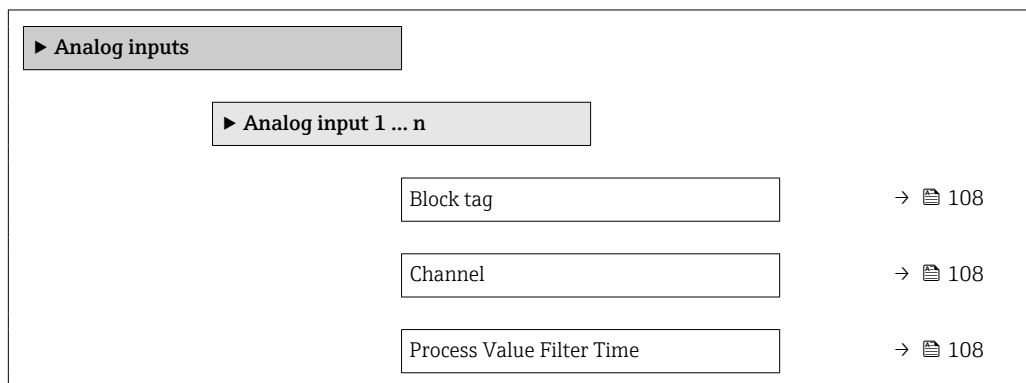 ▶ Analog inputs
▶ Analog input 1 … n
Block tag → 108
Channel → 108
Process Value Filter Time → 108